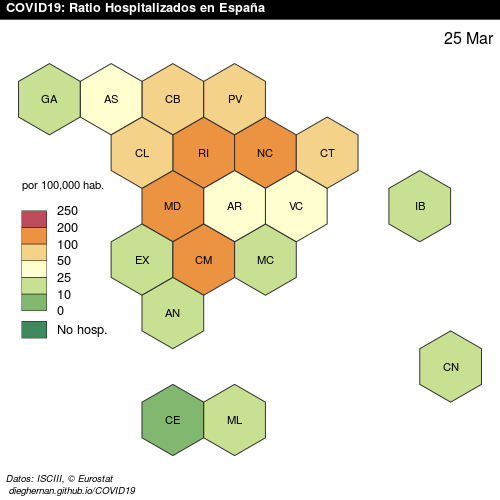 COVID19: Ratio Hospitalizados en España
25 Mar
GA AS CB PV
CL RI NC CT
MD AR VC IB
EX CM MC
AN
CN
CE ML
por 100,000 hab.
250
200
100
50
25
10
0
No hosp.
Datos: ISCIII, © Eurostat
dieghernan.github.io/COVID19